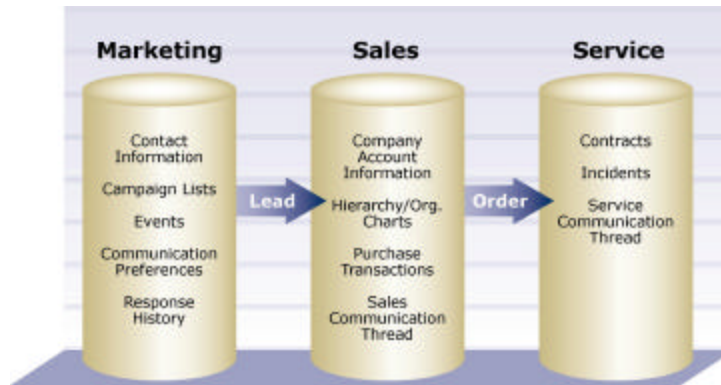 Marketing
Sales
Service
Contact
Information
Campaign Lists
Events
Communication
Preferences
Response
History
Lead
Company
Account
Information
Hierarchy/Org.
Charts
Purchase
Transactions
Sales
Communication
Thread
Order
Contracts
Incidents
Service
Communication
Thread